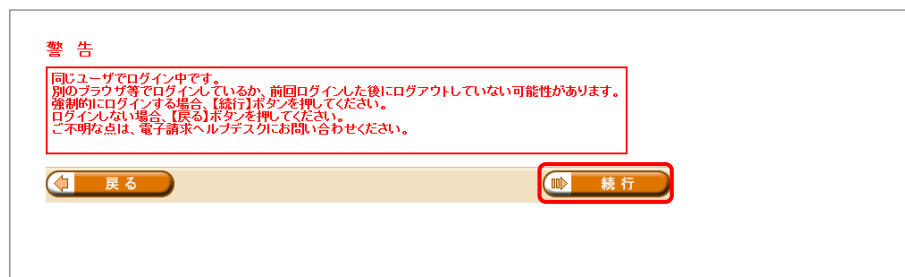 警 告
同じユーザでログイン中です。
別のブラウザ等でログインしているか、前回ログインした後にログアウトしていない可能性があります。
強制的にログインする場合、【続行】ボタンを押してください。
ログインしない場合、【戻る】ボタンを押してください。
ご不明な点は、電子請求ヘルプデスクにお問い合わせください。
戻 る
続 行